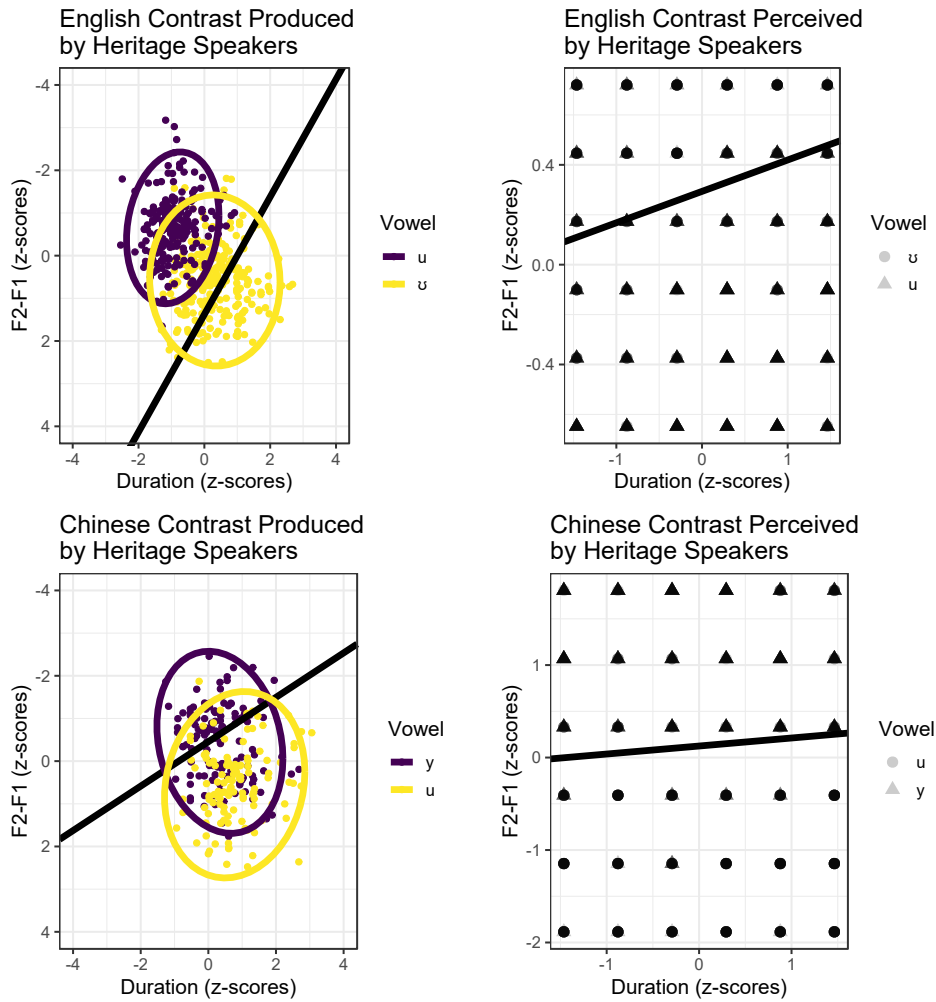 English Contrast Produced
by Heritage Speakers
-4
-2
0
2
4
F2-F1 (z-scores)
-4
-2
0
2
4
Duration (z-scores)
Vowel
u
ʊ
English Contrast Perceived
by Heritage Speakers
0.4
0.0
-0.4
F2-F1 (z-scores)
-1
0
1
Duration (z-scores)
Vowel
ʊ
u
Chinese Contrast Produced
by Heritage Speakers
-4
-2
0
2
4
F2-F1 (z-scores)
-4
-2
0
2
4
Duration (z-scores)
Vowel
y
u
Chinese Contrast Perceived
by Heritage Speakers
1
0
-1
-2
F2-F1 (z-scores)
-1
0
1
Duration (z-scores)
Vowel
u
y